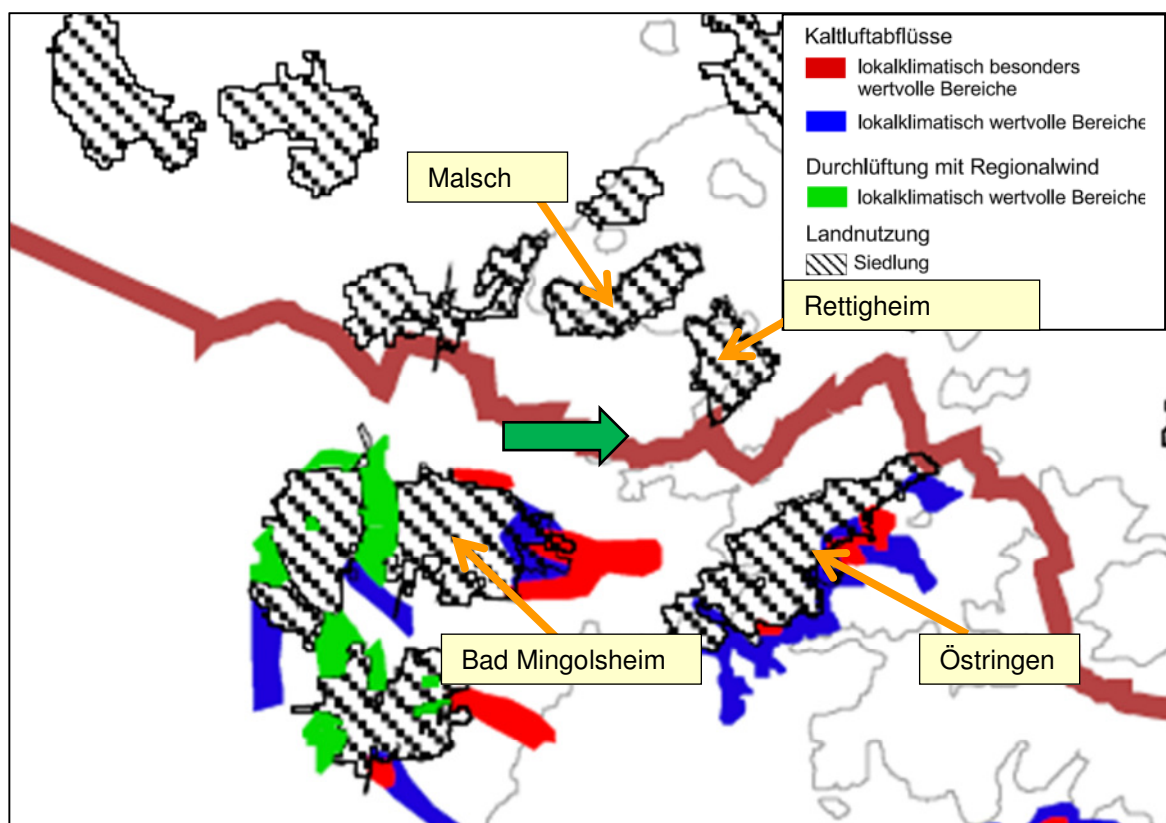 Kaltluftabflüsse
lokalklimatisch besonders
wertvolle Bereiche
lokalklimatisch wertvolle Bereiche
Durchlüftung mit Regionalwind
lokalklimatisch wertvolle Bereiche
Landnutzung
Siedlung
Malsch
Rettigheim
Bad Mingolsheim
Östringen